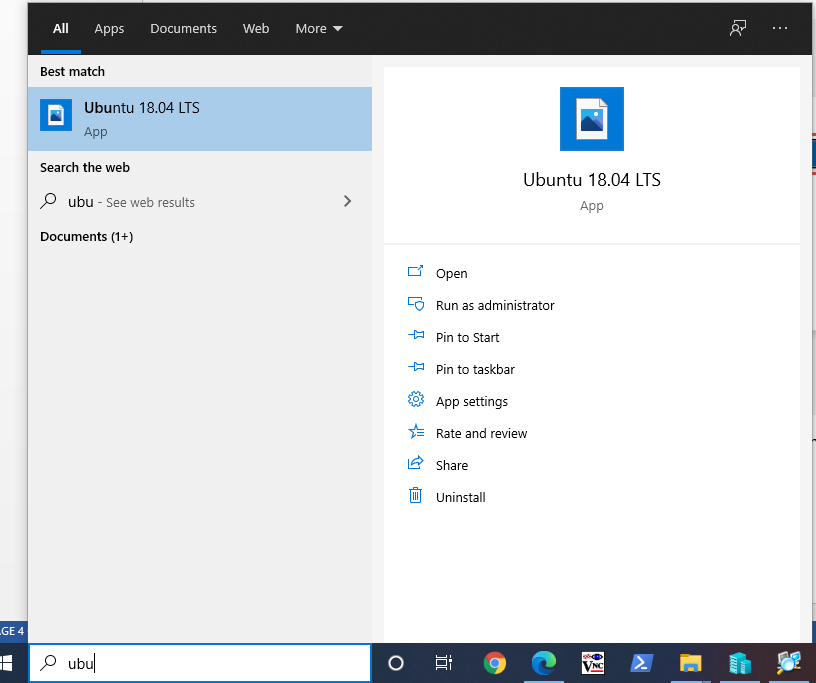 All Apps Documents Web More
Best match
Ubuntu 18.04 LTS
App
Search the web
ubu - See web results
Documents (1+)
Ubuntu 18.04 LTS
App
Open
Run as administrator
Pin to Start
Pin to taskbar
App settings
Rate and review
Share
Uninstall
AGE 4
ubu
VNC